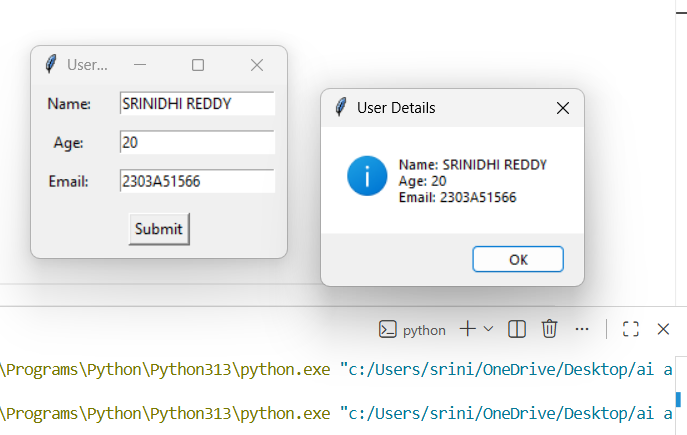 User...
Name: SRINIDHI REDDY
Age: 20
Email: 2303A51566
Submit
User Details
Name: SRINIDHI REDDY
Age: 20
Email: 2303A51566
OK
python
\Programs\Python\Python313\python.exe "c:/Users/srini/OneDrive/Desktop/ai a
\Programs\Python\Python313\python.exe "c:/Users/srini/OneDrive/Desktop/ai a